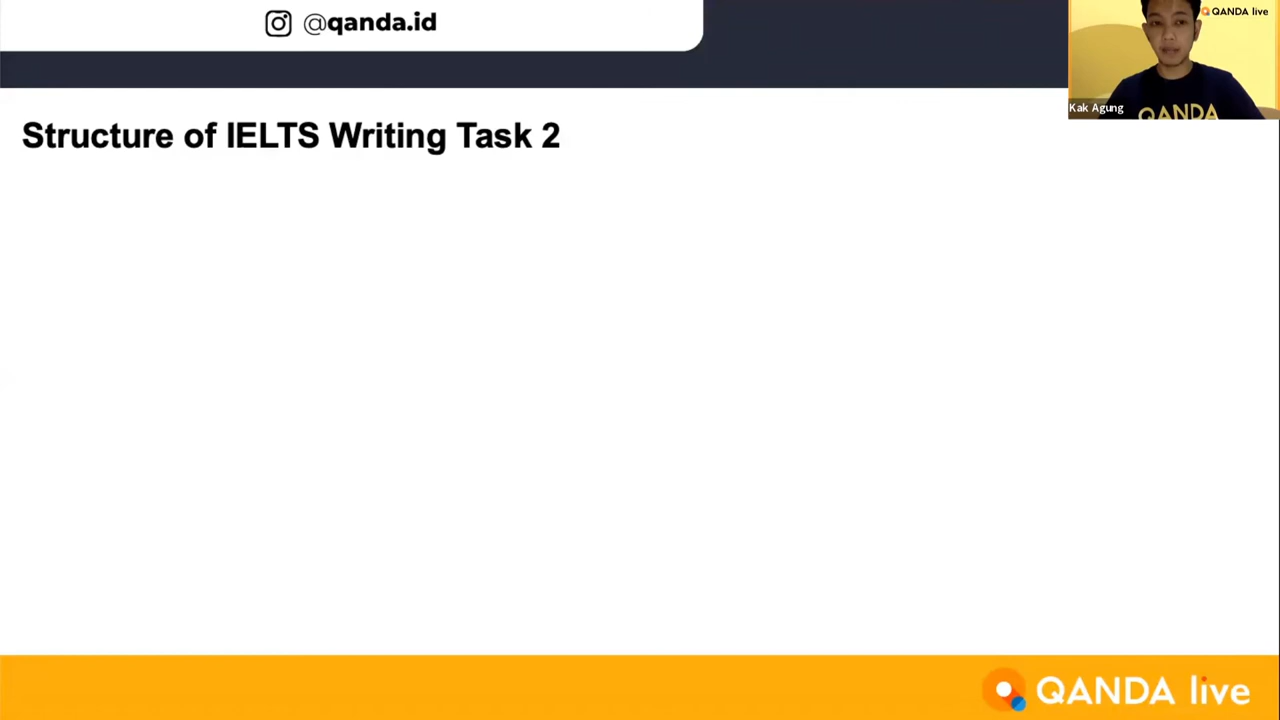 @qanda.id
QANDA live
Kak Agung
QANDA
Structure of IELTS Writing Task 2
QANDA live